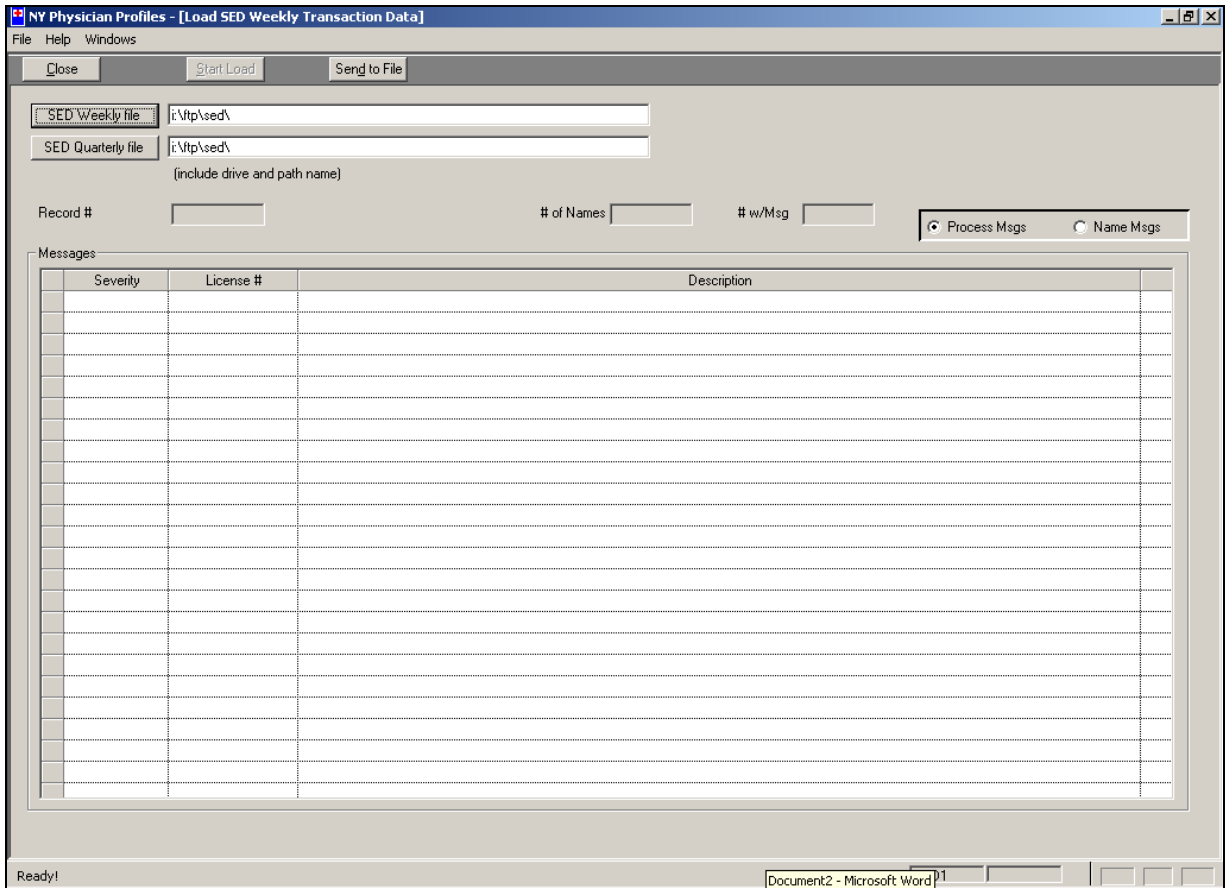 NY Physician Profiles - [Load SED Weekly Transaction Data]
File Help Windows
Close Start Load Send to File
SED Weekly file i:\ftp\sed\
SED Quarterly file i:\ftp\sed\
(include drive and path name)
Record # # of Names # w/Msg Process Msgs Name Msgs
Messages
Severity License # Description
Ready! Document2 - Microsoft Word